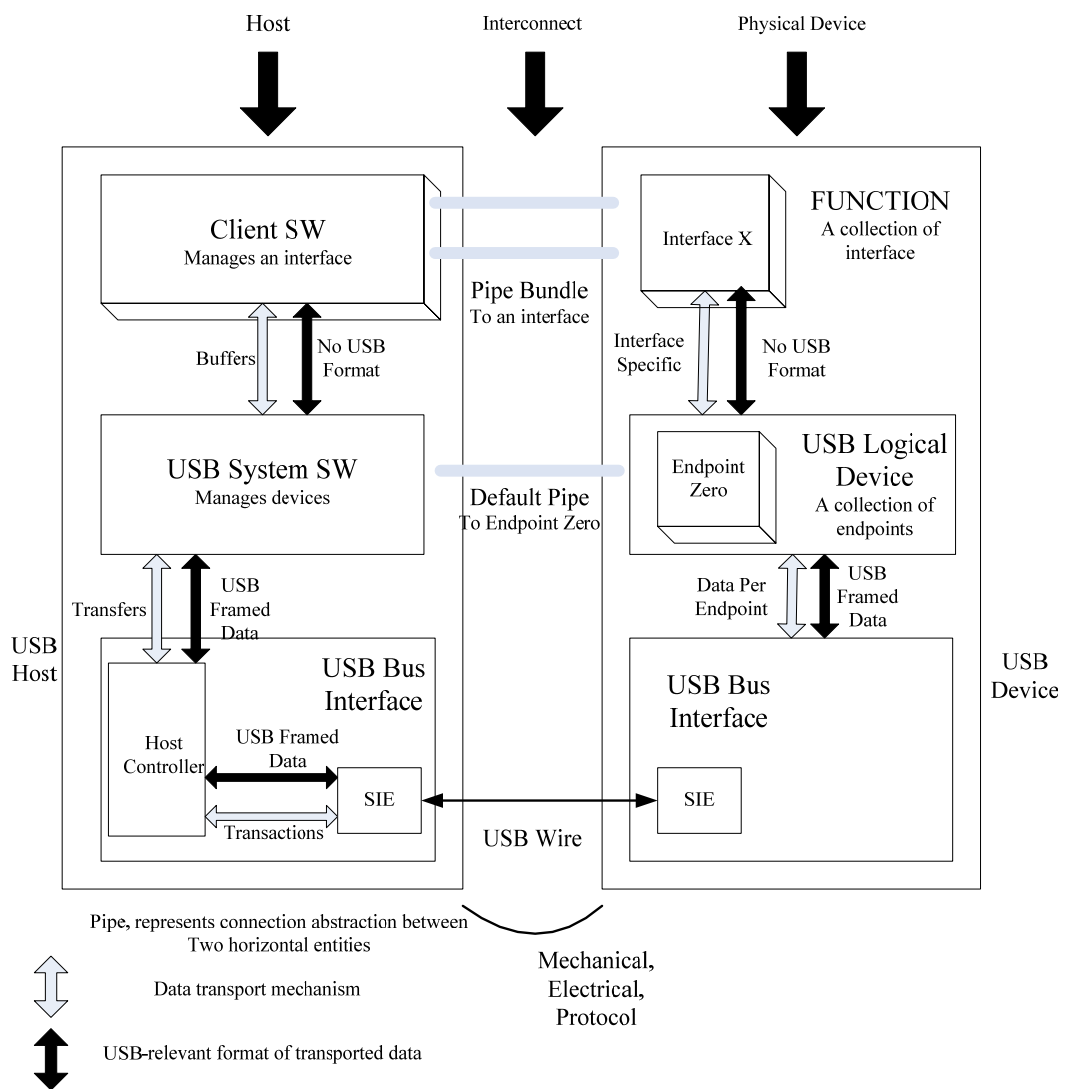 Host
Interconnect
Physical Device
Client SW
Manages an interface
Interface X
FUNCTION
A collection of
interface
Pipe Bundle
To an interface
Buffers
No USB
Format
Interface
Specific
No USB
Format
USB System SW
Manages devices
Default Pipe
To Endpoint Zero
Endpoint
Zero
USB Logical
Device
A collection of
endpoints
Transfers
USB
Framed
Data
Data Per
Endpoint
USB
Framed
Data
USB
Host
USB Bus
Interface
Host
Controller
USB Framed
Data
SIE
Transactions
USB Wire
USB Bus
Interface
SIE
USB
Device
Pipe, represents connection abstraction between
Two horizontal entities
Mechanical,
Electrical,
Protocol
Data transport mechanism
USB-relevant format of transported data